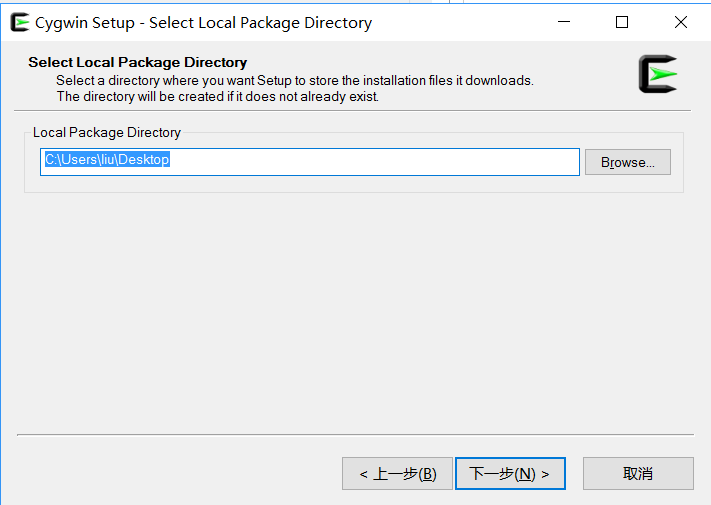 Cygwin Setup - Select Local Package Directory
Select Local Package Directory
Select a directory where you want Setup to store the installation files it downloads.
The directory will be created if it does not already exist.
Local Package Directory
C:\Users\liu\Desktop
Browse...
< 上一步(B)
下一步(N) >
取消